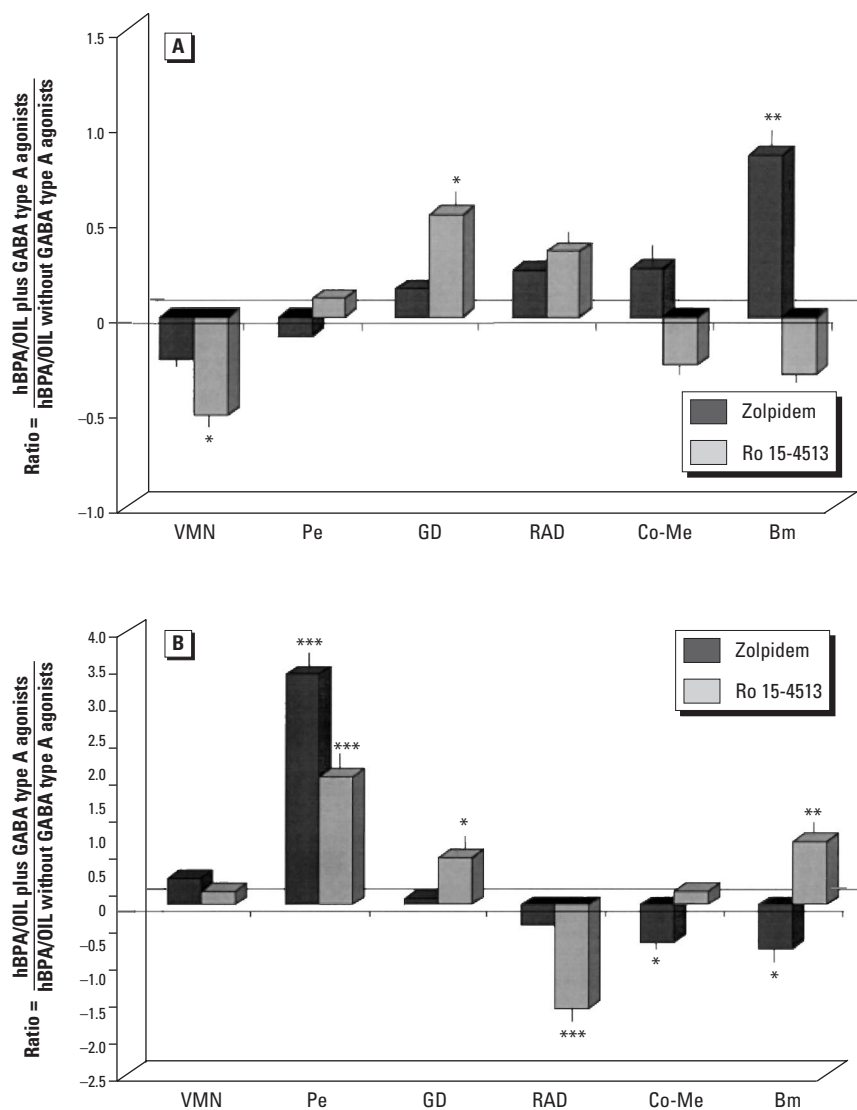 A
Ratio = hBPA/OIL plus GABA type A agonists
hBPA/OIL without GABA type A agonists
1.5
1.0
0.5
0
–0.5
–1.0
*
*
**
Zolpidem
Ro 15-4513
VMN Pe GD RAD Co-Me Bm
B
Ratio = hBPA/OIL plus GABA type A agonists
hBPA/OIL without GABA type A agonists
4.0
3.5
3.0
2.5
2.0
1.5
1.0
0.5
0
–0.5
–1.0
–1.5
–2.0
–2.5
***
***
*
***
*
**
*
Zolpidem
Ro 15-4513
VMN Pe GD RAD Co-Me Bm